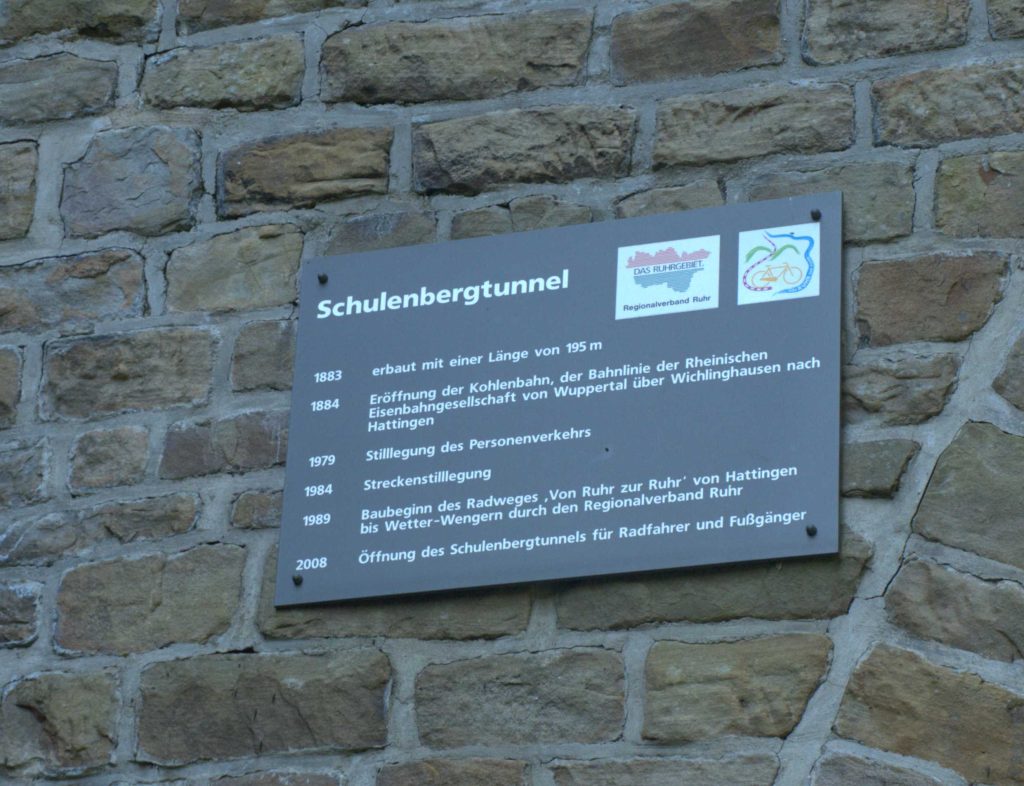 Schulenbergtunnel
DAS RUHRGEBIET.
Regionalverband Ruhr
1883 erbaut mit einer Länge von 195 m
1884 Eröffnung der Kohlenbahn, der Bahnlinie der Rheinischen
Eisenbahngesellschaft von Wuppertal über Wichlinghausen nach
Hattingen
1979 Stilllegung des Personenverkehrs
1984 Streckenstilllegung
1989 Baubeginn des Radweges ‚Von Ruhr zur Ruhr‘ von Hattingen
bis Wetter-Wengern durch den Regionalverband Ruhr
2008 Öffnung des Schulenbergtunnels für Radfahrer und Fußgänger